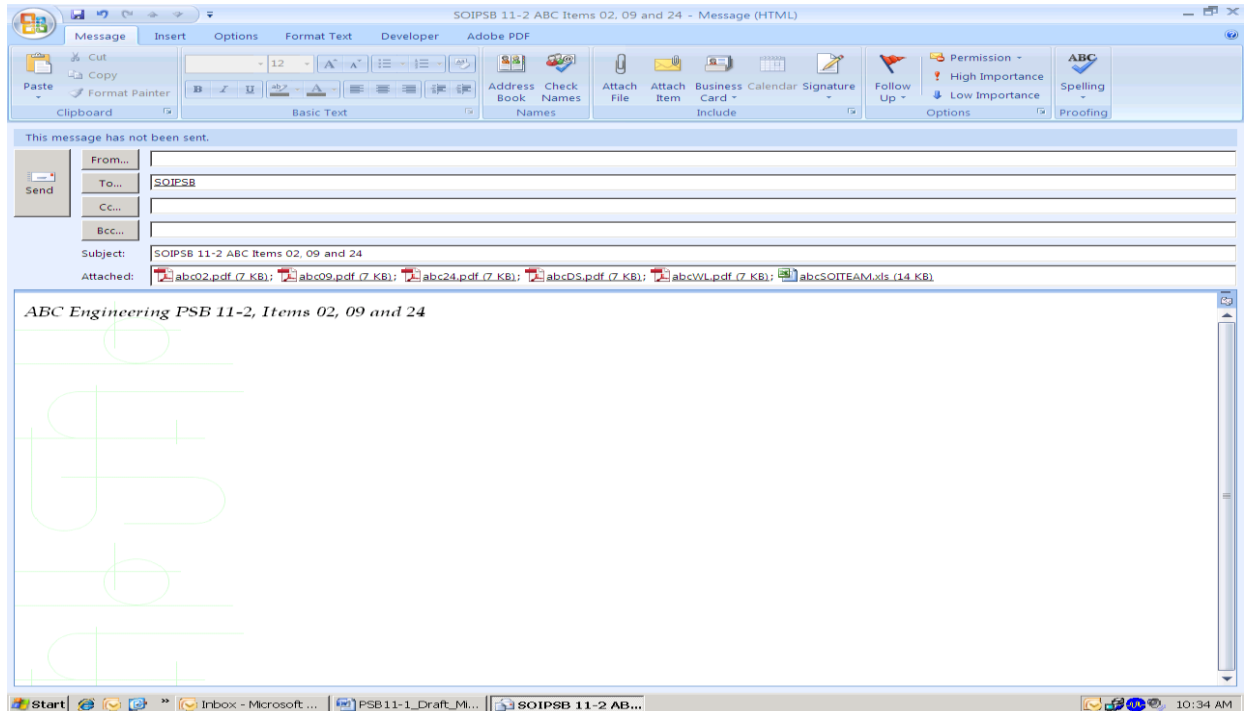 SOIPSB 11-2 ABC Items 02, 09 and 24 - Message (HTML)
Message Insert Options Format Text Developer Adobe PDF
Paste
Cut
Copy
Format Painter
Clipboard
12
B I U
Basic Text
Address Book
Check Names
Names
Attach File
Attach Item
Business Card
Calendar
Signature
Include
Follow Up
Permission
High Importance
Low Importance
Options
ABC
Spelling
Proofing
This message has not been sent.
Send
From...
To... SOIPSB
Cc...
Bcc...
Subject: SOIPSB 11-2 ABC Items 02, 09 and 24
Attached: abc02.pdf (7 KB); abc09.pdf (7 KB); abc24.pdf (7 KB); abcDS.pdf (7 KB); abcWL.pdf (7 KB); abcSOITEAM.xls (14 KB)
ABC Engineering PSB 11-2, Items 02, 09 and 24
Start » Inbox - Microsoft ... PSB11-1_Draft_Mi... SOIPSB 11-2 AB... 10:34 AM